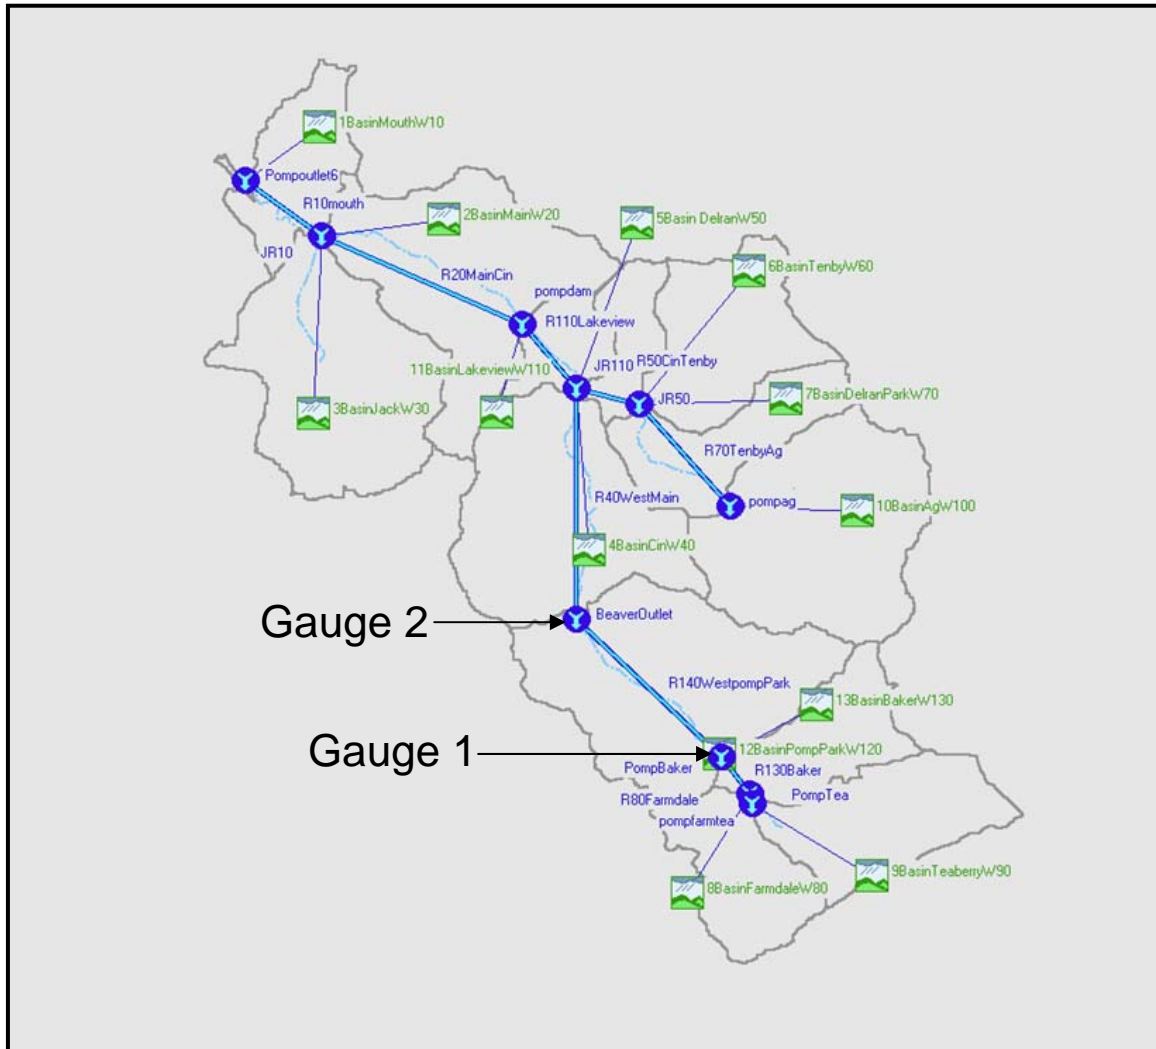 1BasinMouthW10
Pompoutlet6
R10mouth
2BasinMainW20
5Basin DelranW50
JR10
6BasinTenbyW60
R20MainCin
pompdam
R110Lakeview
11BasinLakeviewW110
JR110
R50CinTenby
7BasinDelranParkW70
3BasinJackW30
JR50
R70TenbyAg
R40WestMain
pompag
10BasinAgW100
4BasinCinW40
Gauge 2
BeaverOutlet
R140WestpompPark
13BasinBakerW130
Gauge 1
12BasinPompParkW120
PompBaker
R130Baker
R80Farmdale
PompTea
pompfarmtea
9BasinTeaberryW90
8BasinFarmdaleW80